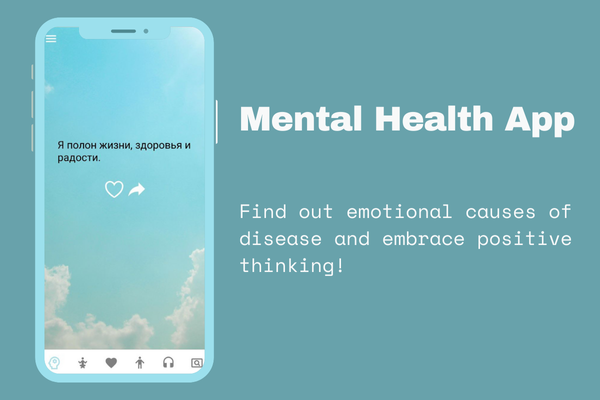 Я полон жизни, здоровья и
радости.
Mental Health App
Find out emotional causes of
disease and embrace positive
thinking!